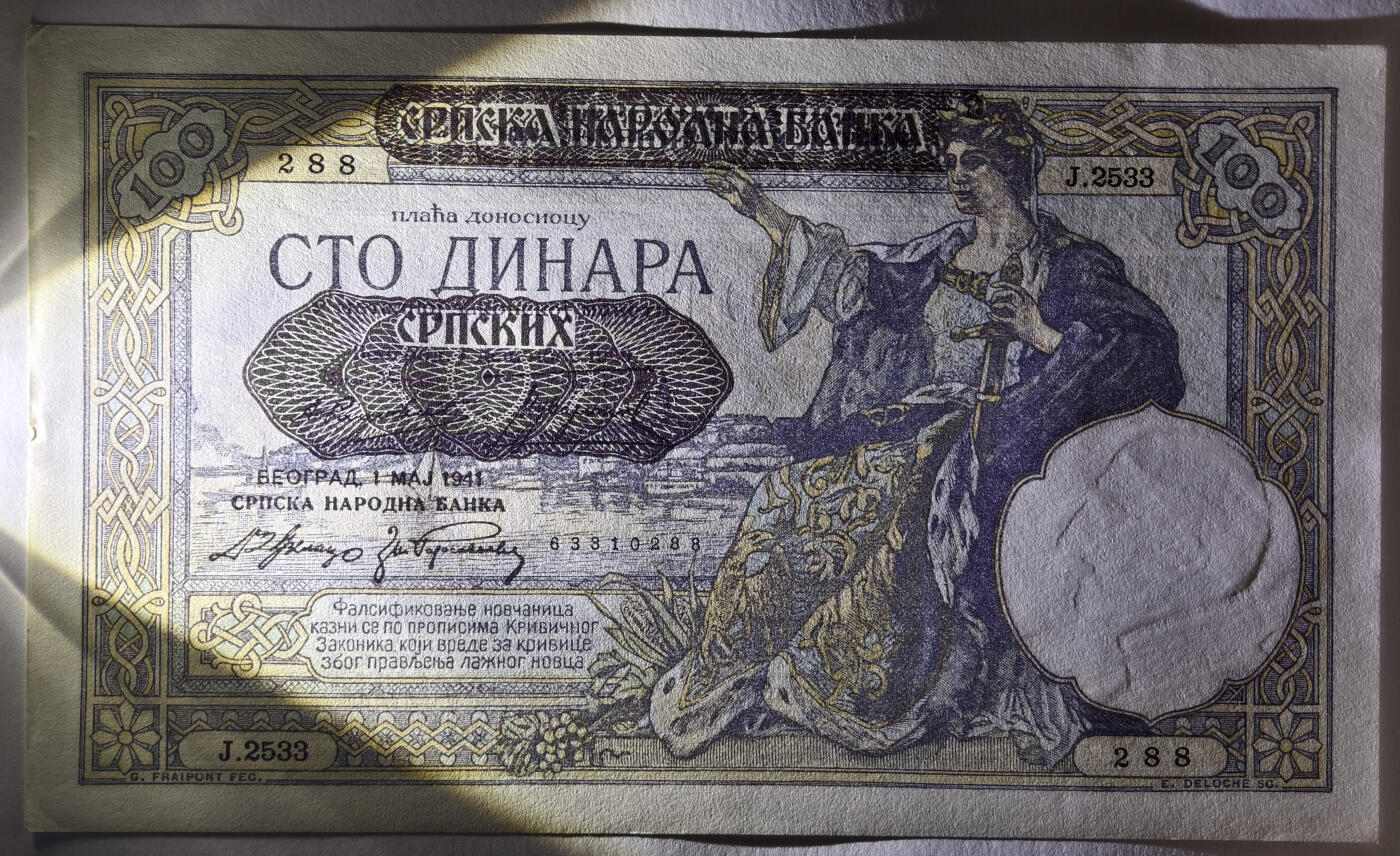 СРПСКА НАРОДНА БАНКА
100
100
288
J.2533
плаћа доносиоцу
СТО ДИНАРА
СРПСКИХ
БЕОГРАД, 1 МАЈ 1941
СРПСКА НАРОДНА БАНКА
63310288
Фалсификовање новчаница
казни се по прописима Кривичног
Законика, који вреде за кривице
због прављења лажног новца
J.2533
288
G. FRAIPONT FEC.
E. DELOCHE SC.